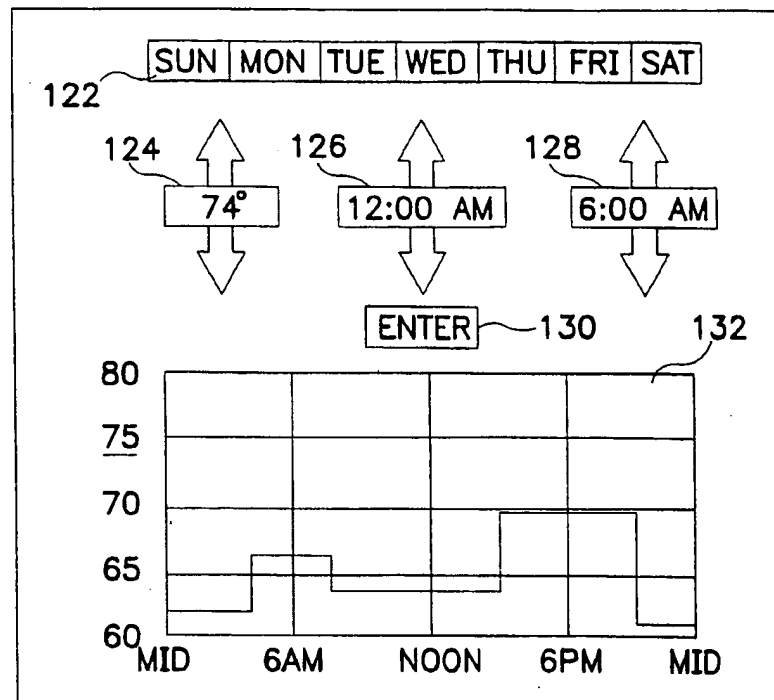 SUN MON TUE WED THU FRI SAT
122
124 126 128
74° 12:00 AM 6:00 AM
ENTER 130 132
80
75
70
65
60
MID 6AM NOON 6PM MID